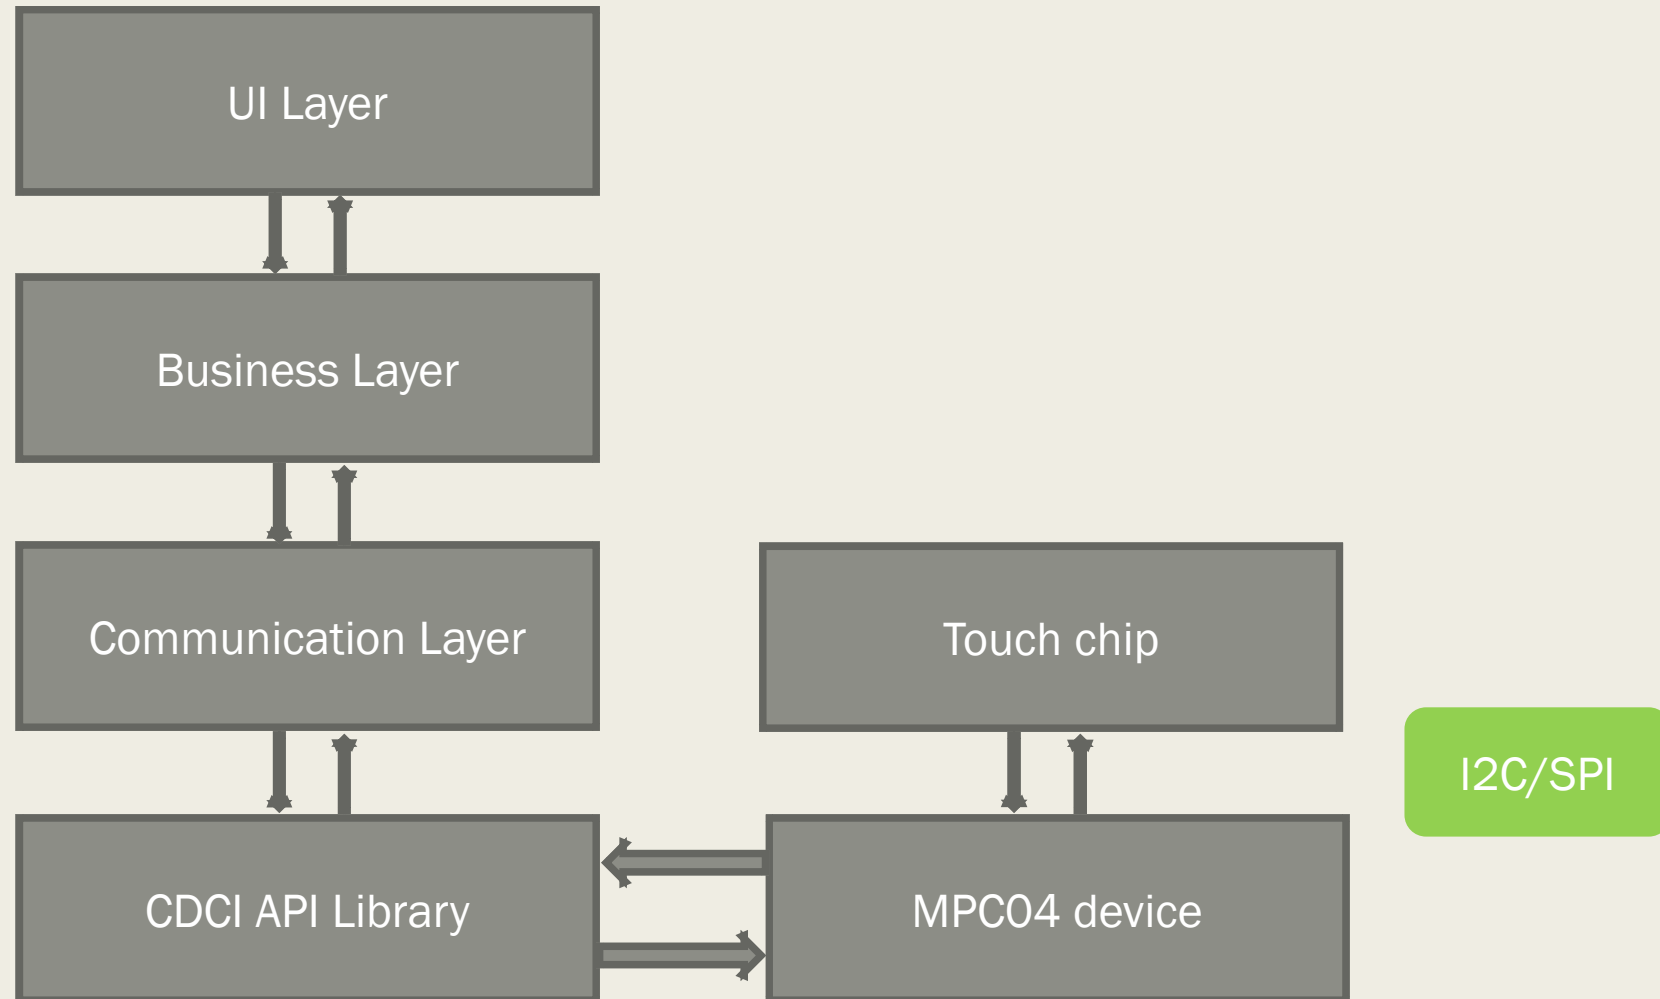 UI Layer
Business Layer
Communication Layer
Touch chip
I2C/SPI
CDCI API Library
MPC04 device